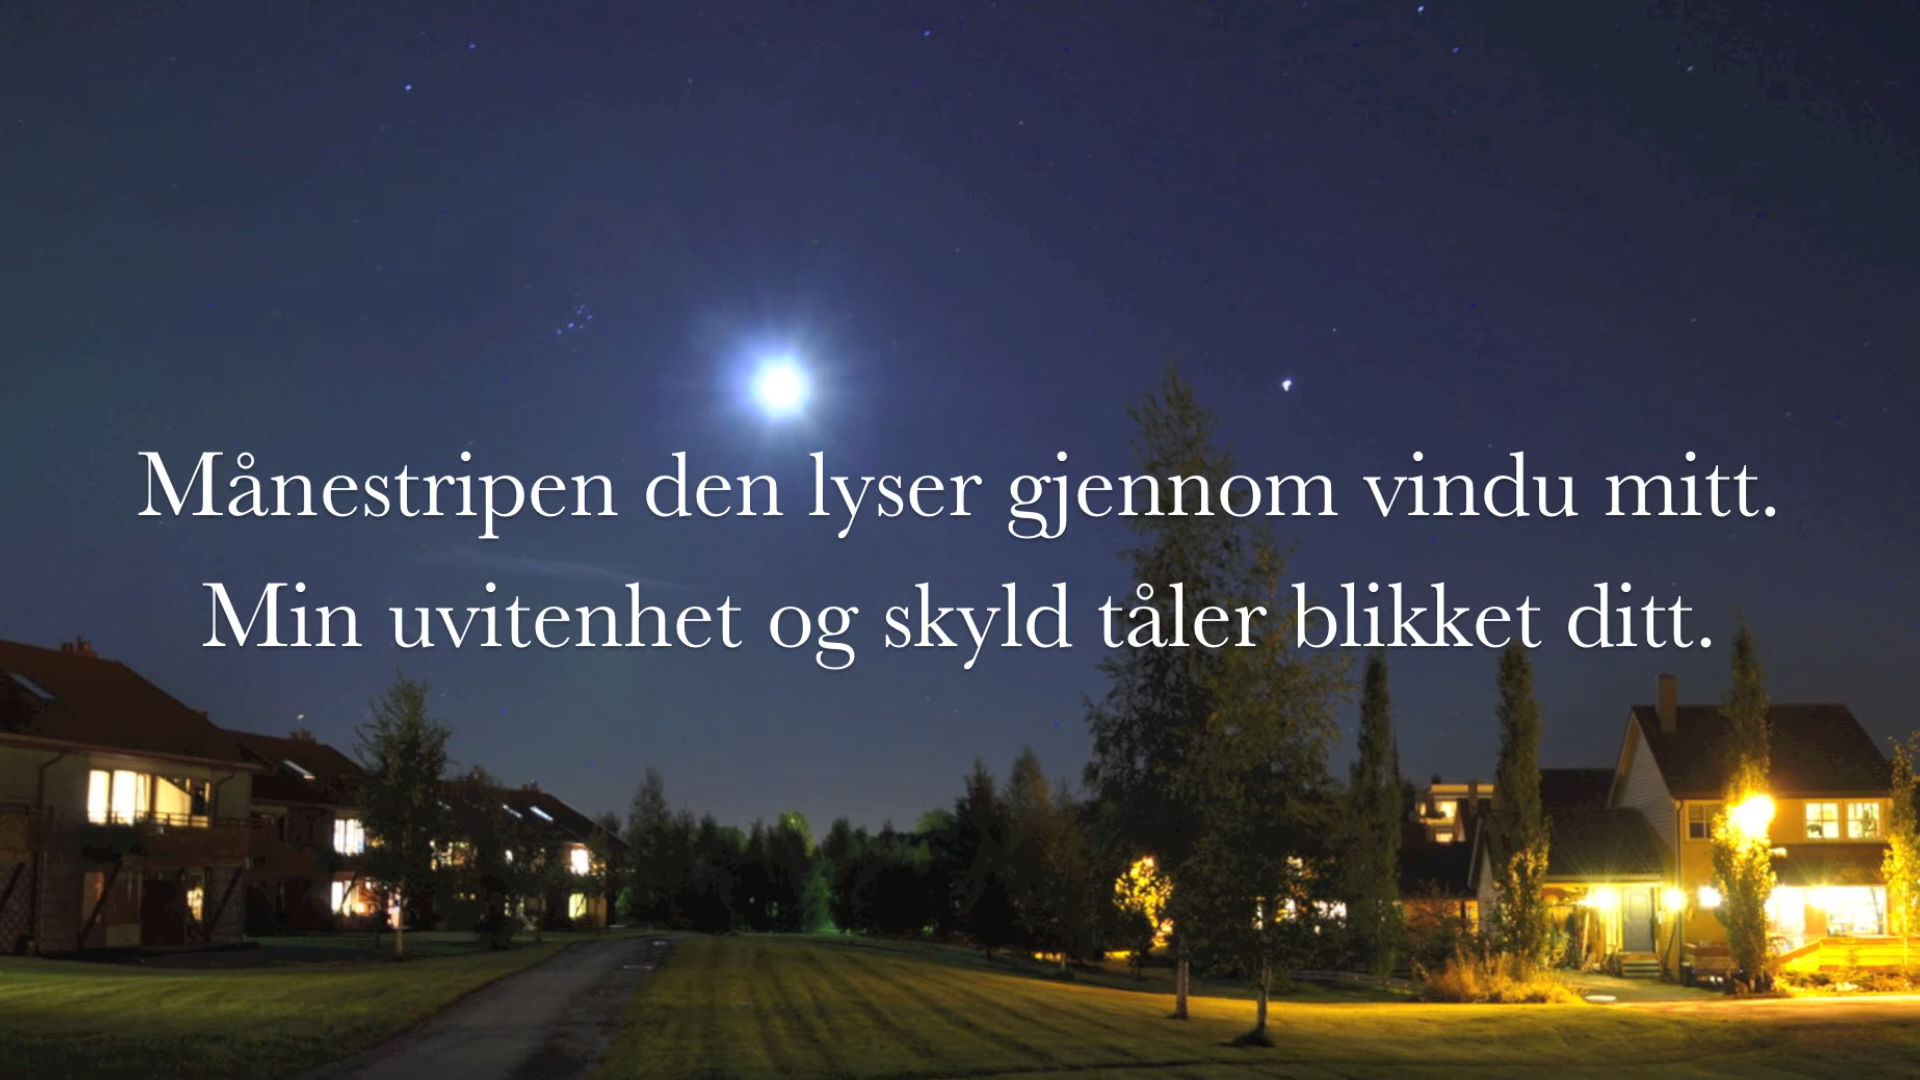 Månestripen den lyser gjennom vindu mitt.
Min uvitenhet og skyld tåler blikket ditt.